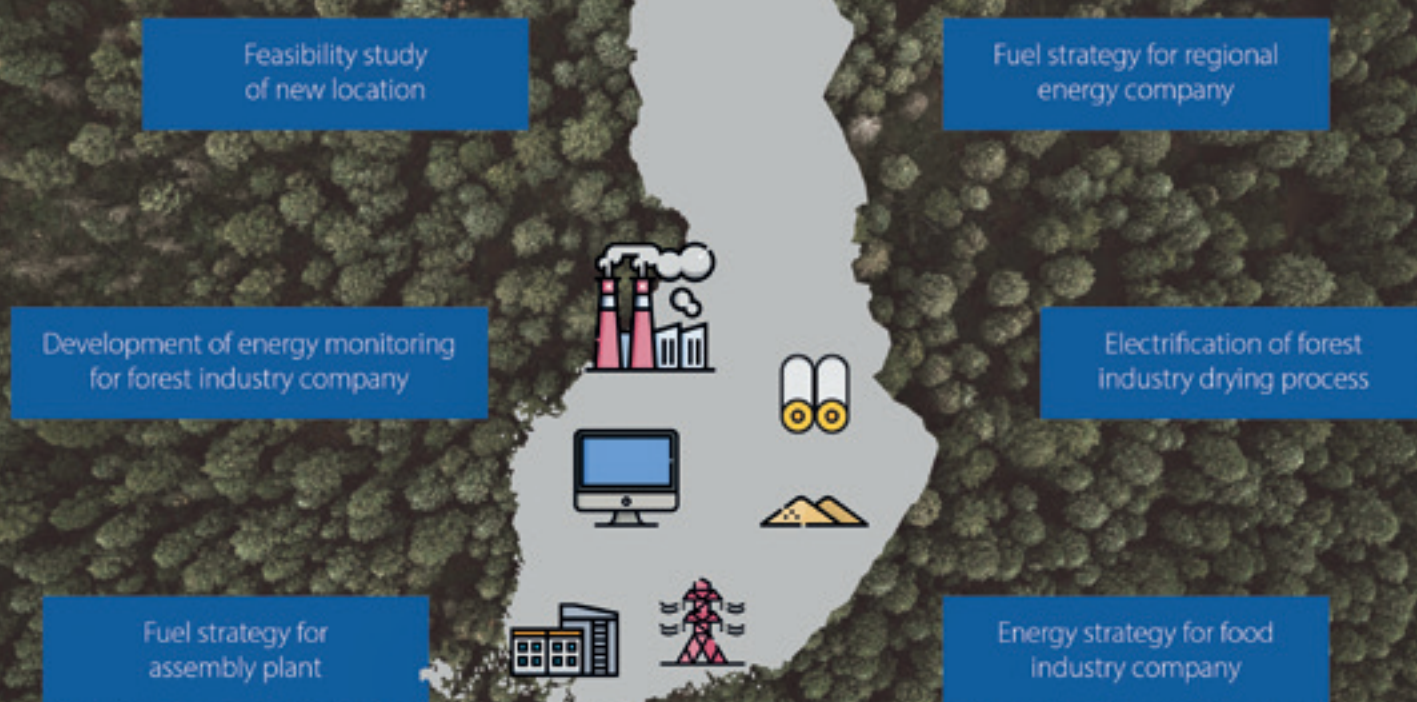 Feasibility study
of new location
Fuel strategy for regional
energy company
Development of energy monitoring
for forest industry company
Electrification of forest
industry drying process
Fuel strategy for
assembly plant
Energy strategy for food
industry company